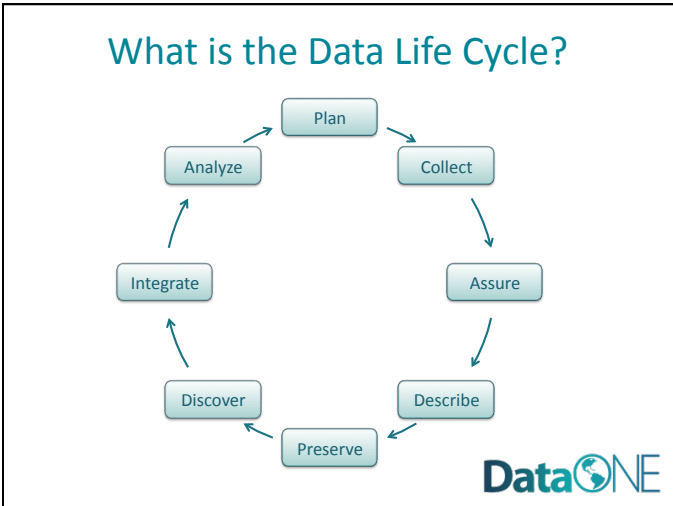 What is the Data Life Cycle?
Plan
Collect
Assure
Describe
Preserve
Discover
Integrate
Analyze
DataONE